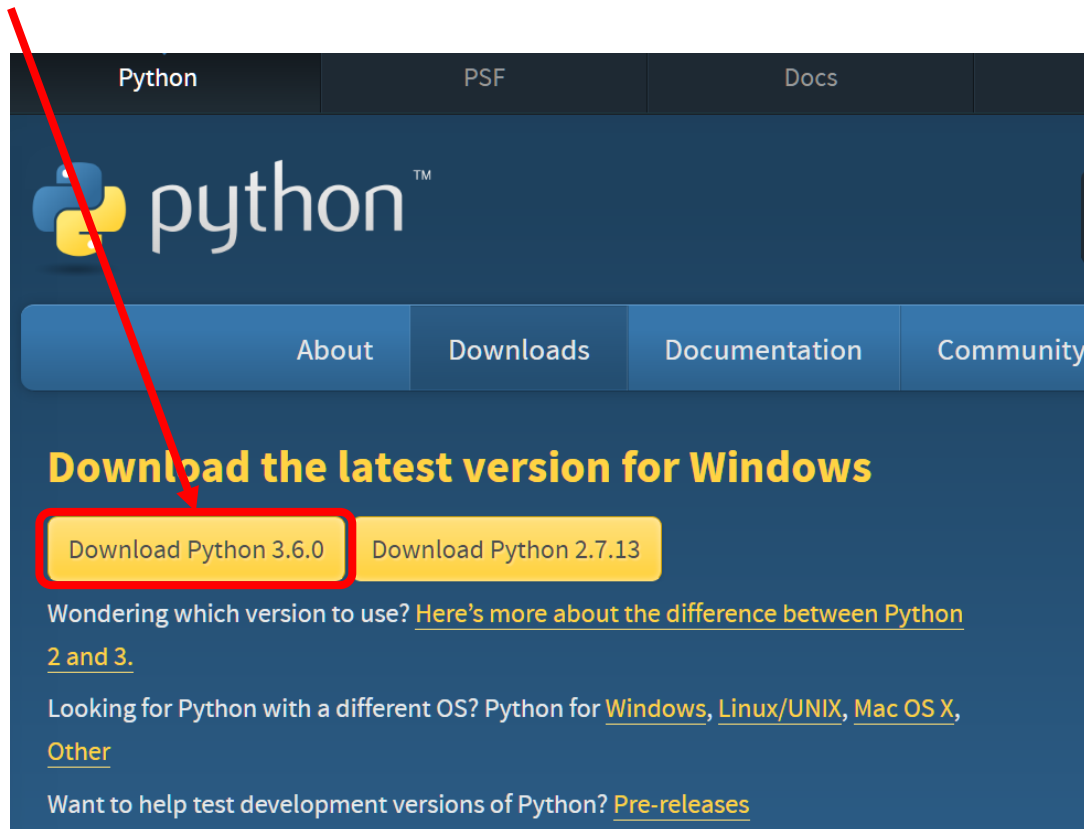 Python PSF Docs
python™
About Downloads Documentation Community
Download the latest version for Windows
Download Python 3.6.0 Download Python 2.7.13
Wondering which version to use? Here’s more about the difference between Python
2 and 3.
Looking for Python with a different OS? Python for Windows, Linux/UNIX, Mac OS X,
Other
Want to help test development versions of Python? Pre-releases